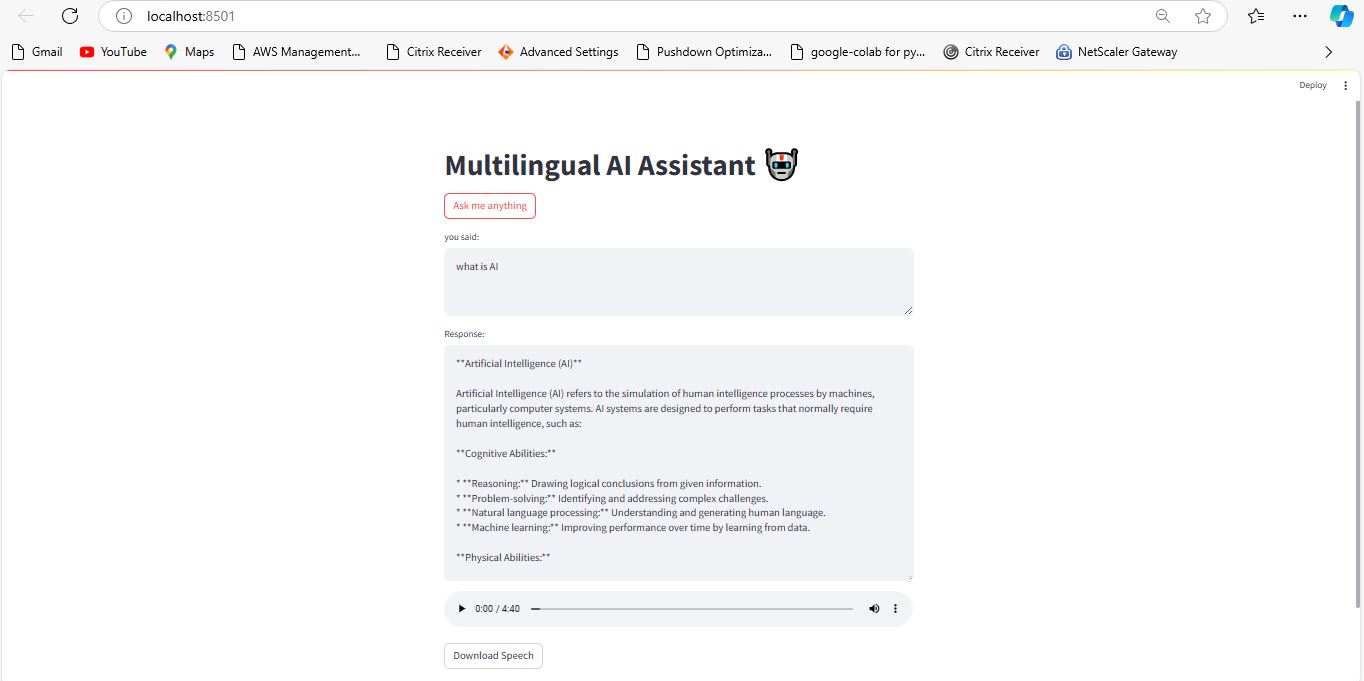 localhost:8501
Gmail YouTube Maps AWS Management... Citrix Receiver Advanced Settings Pushdown Optimiza... google-colab for py... Citrix Receiver NetScaler Gateway
Deploy
Multilingual AI Assistant
Ask me anything
you said:
what is AI
Response:
**Artificial Intelligence (AI)**
Artificial Intelligence (AI) refers to the simulation of human intelligence processes by machines,
particularly computer systems. AI systems are designed to perform tasks that normally require
human intelligence, such as:
**Cognitive Abilities:**
* **Reasoning:** Drawing logical conclusions from given information.
* **Problem-solving:** Identifying and addressing complex challenges.
* **Natural language processing:** Understanding and generating human language.
* **Machine learning:** Improving performance over time by learning from data.
**Physical Abilities:**
0:00 / 4:40
Download Speech